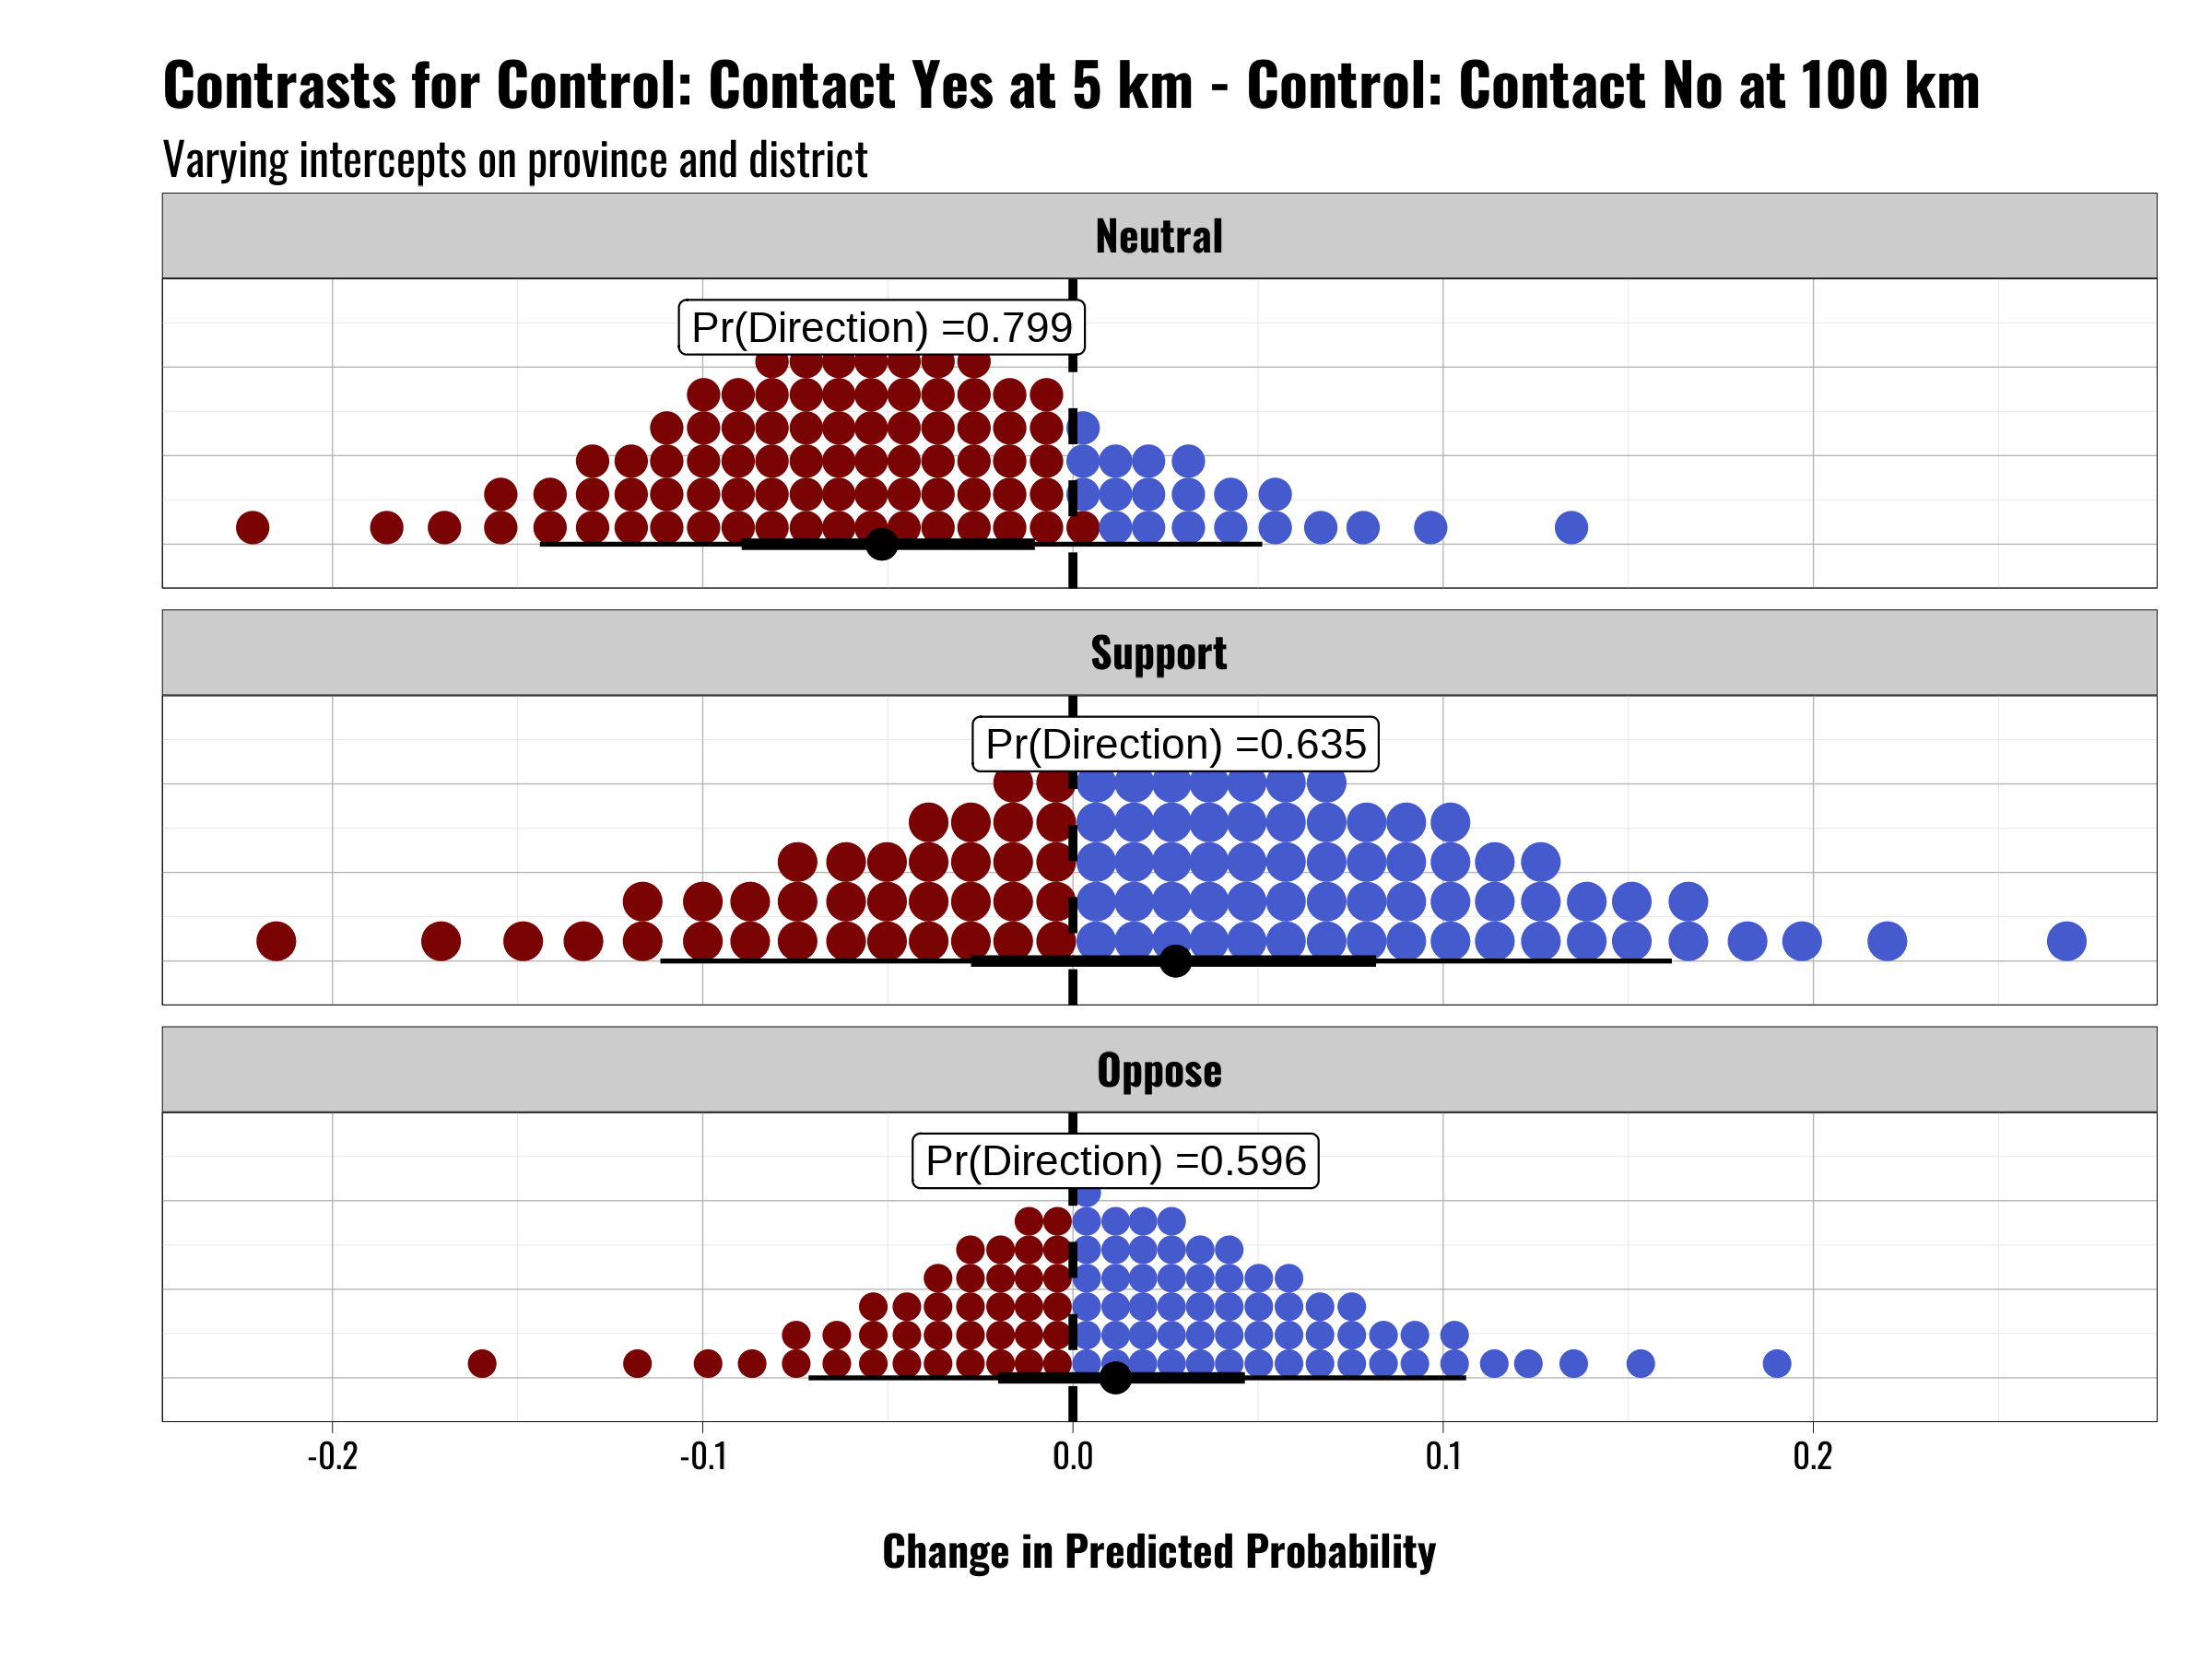 Contrasts for Control: Contact Yes at 5 km - Control: Contact No at 100 km
Varying intercepts on province and district
Neutral
Pr(Direction) =0.799
Support
Pr(Direction) =0.635
Oppose
Pr(Direction) =0.596
-0.2 -0.1 0.0 0.1 0.2
Change in Predicted Probability